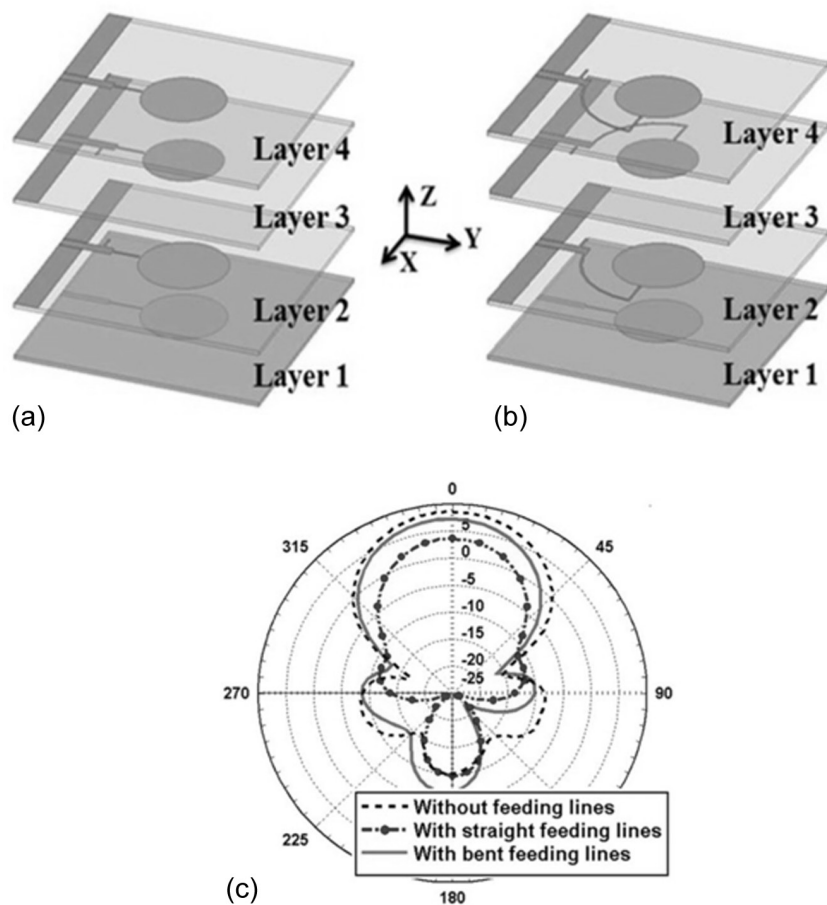 Layer 4
Layer 3
Layer 2
Layer 1
(a)
Z
Y
X
Layer 4
Layer 3
Layer 2
Layer 1
(b)
0
315
45
5
0
-5
-10
-15
-20
-25
270
90
225
180
Without feeding lines
With straight feeding lines
With bent feeding lines
(c)